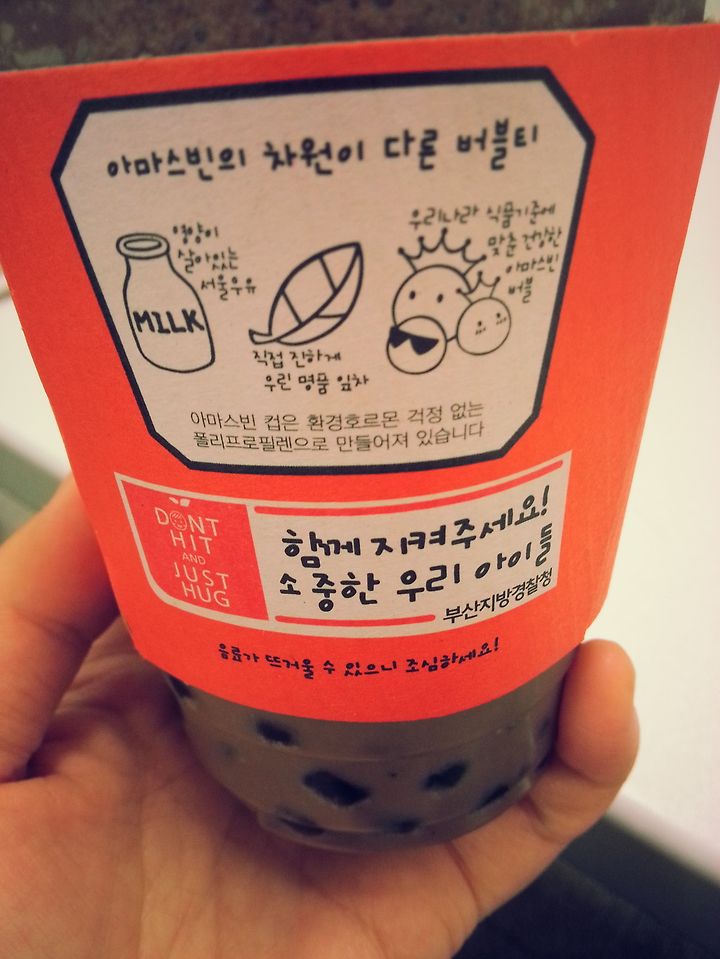 아마스빈의 차원이 다른 버블티
영양이
살아있는
서울우유
MILK
직접 진하게
우린 명품 잎차
우리나라 식품기준에
맞춘 건강한
아마스빈
버블
아마스빈 컵은 환경호르몬 걱정 없는
폴리프로필렌으로 만들어져 있습니다
DONT
HIT
AND
JUST
HUG
함께 지켜주세요!
소중한 우리 아이들
부산지방경찰청
음료가 뜨거울 수 있으니 조심하세요!